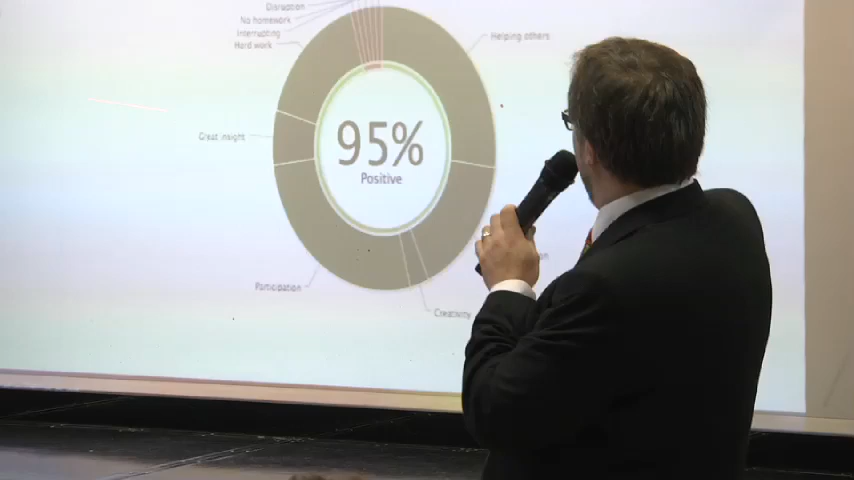 Disruption
No homework
Interrupting
Hard work
Helping others
Great insight
95%
Positive
Participation
Creativity